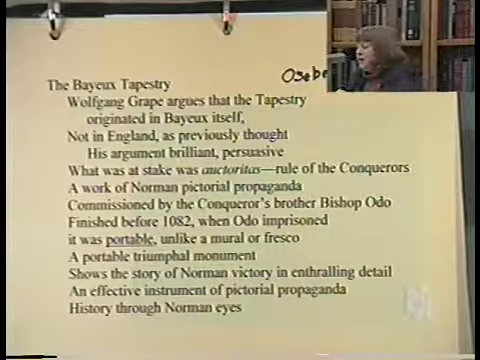 The Bayeux Tapestry
Wolfgang Grape argues that the Tapestry
originated in Bayeux itself,
Not in England, as previously thought
His argument brilliant, persuasive
What was at stake was auctoritas—rule of the Conquerors
A work of Norman pictorial propaganda
Commissioned by the Conqueror's brother Bishop Odo
Finished before 1082, when Odo imprisoned
it was portable, unlike a mural or fresco
A portable triumphal monument
Shows the story of Norman victory in enthralling detail
An effective instrument of pictorial propaganda
History through Norman eyes